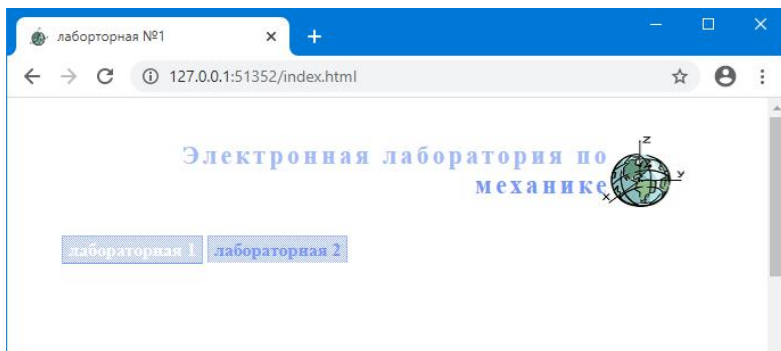 лаборторная №1
127.0.0.1:51352/index.html
Электронная лаборатория по
механике
Z
Y
X
лабораторная 1 лабораторная 2